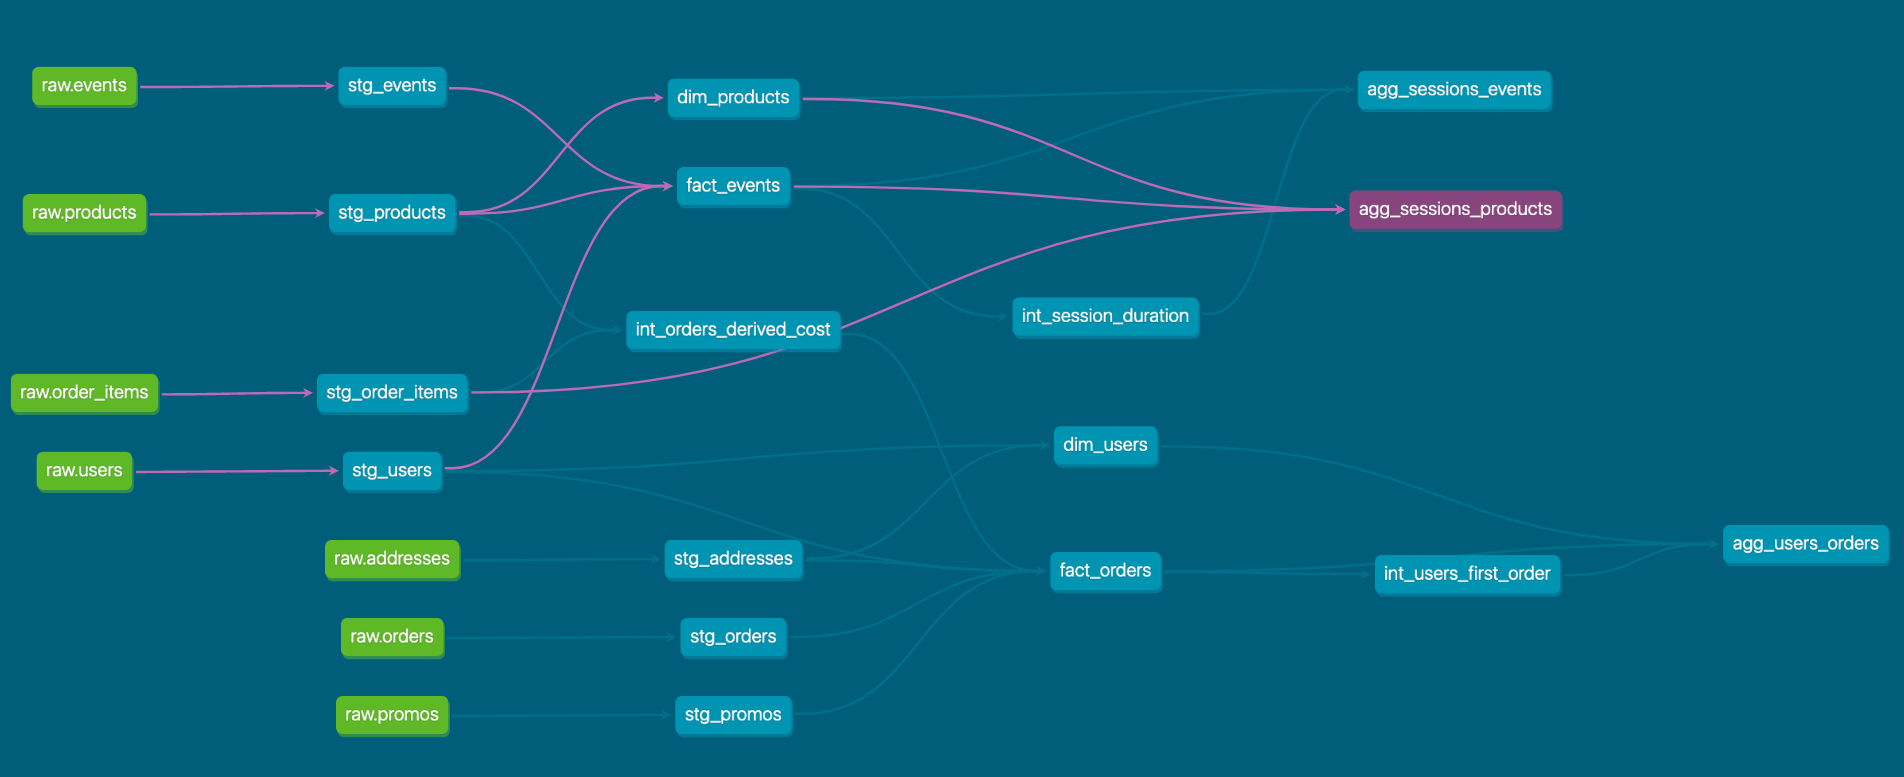 raw.events
stg_events
dim_products
agg_sessions_events
fact_events
raw.products
stg_products
agg_sessions_products
int_orders_derived_cost
int_session_duration
raw.order_items
stg_order_items
dim_users
raw.users
stg_users
agg_users_orders
raw.addresses
stg_addresses
fact_orders
int_users_first_order
raw.orders
stg_orders
raw.promos
stg_promos